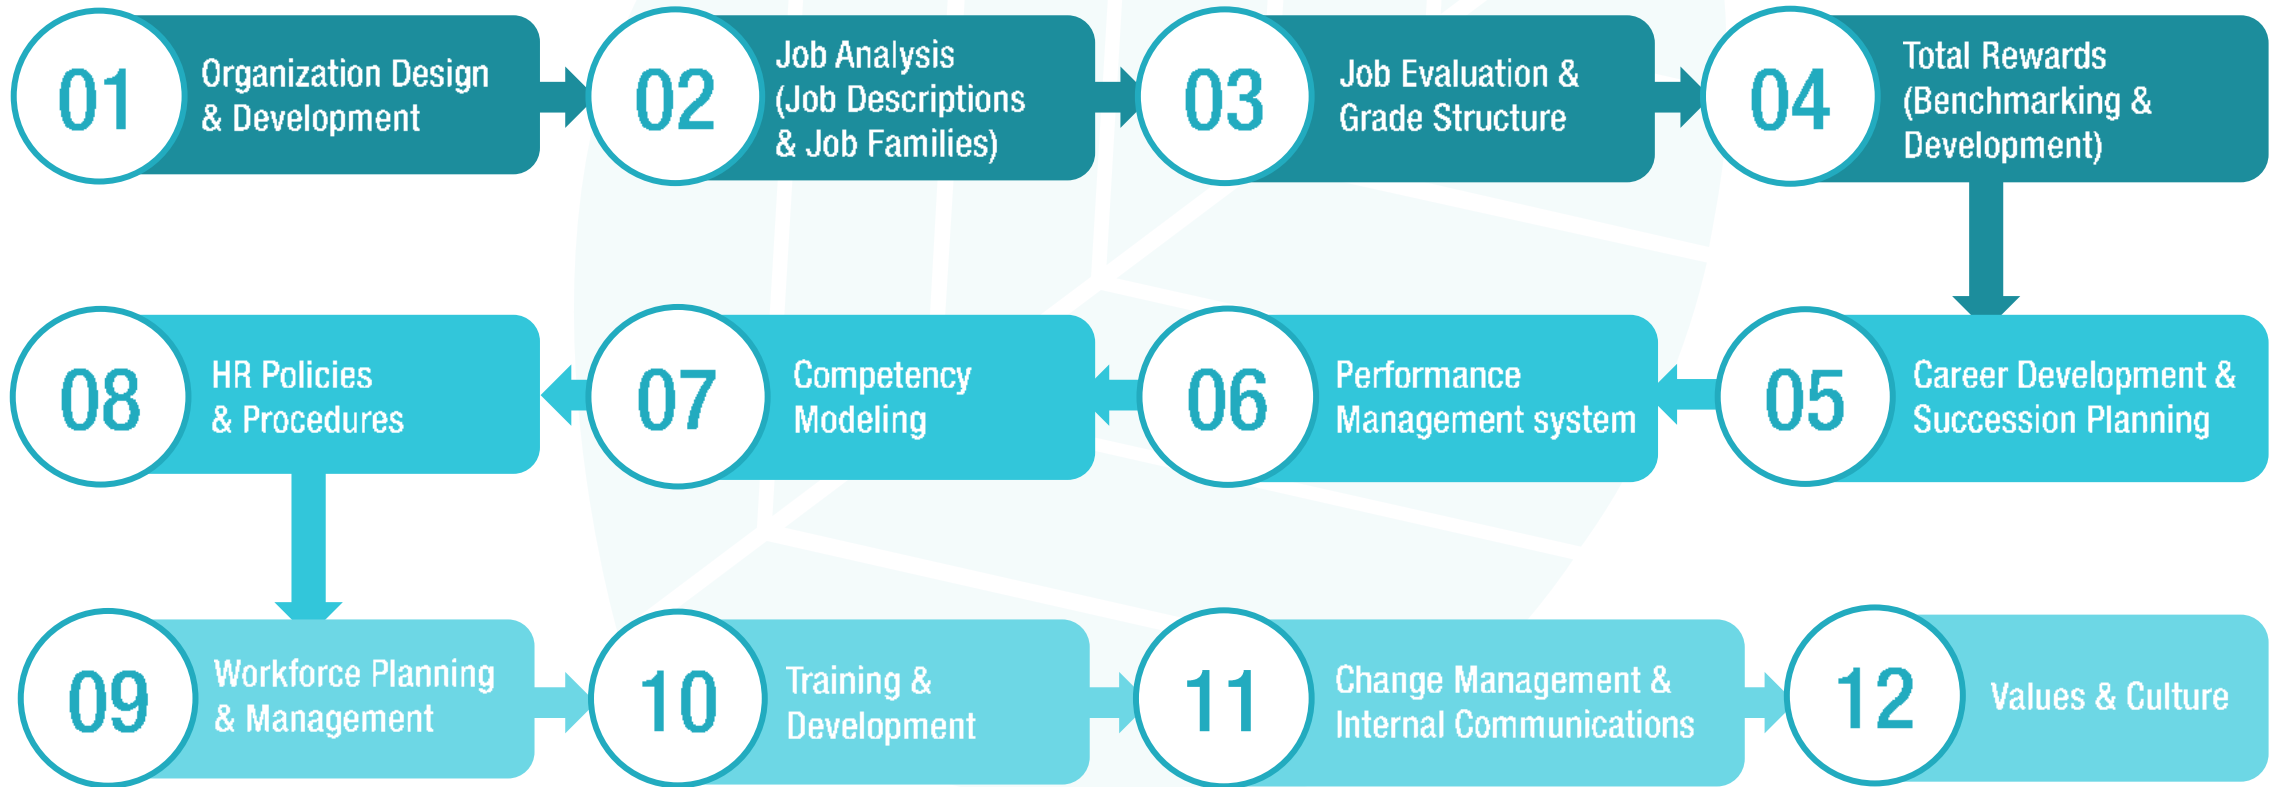 01
Organization Design
& Development
02
Job Analysis
(Job Descriptions
& Job Families)
03
Job Evaluation &
Grade Structure
04
Total Rewards
(Benchmarking &
Development)
05
Career Development &
Succession Planning
06
Performance
Management system
07
Competency
Modeling
08
HR Policies
& Procedures
09
Workforce Planning
& Management
10
Training &
Development
11
Change Management &
Internal Communications
12
Values & Culture